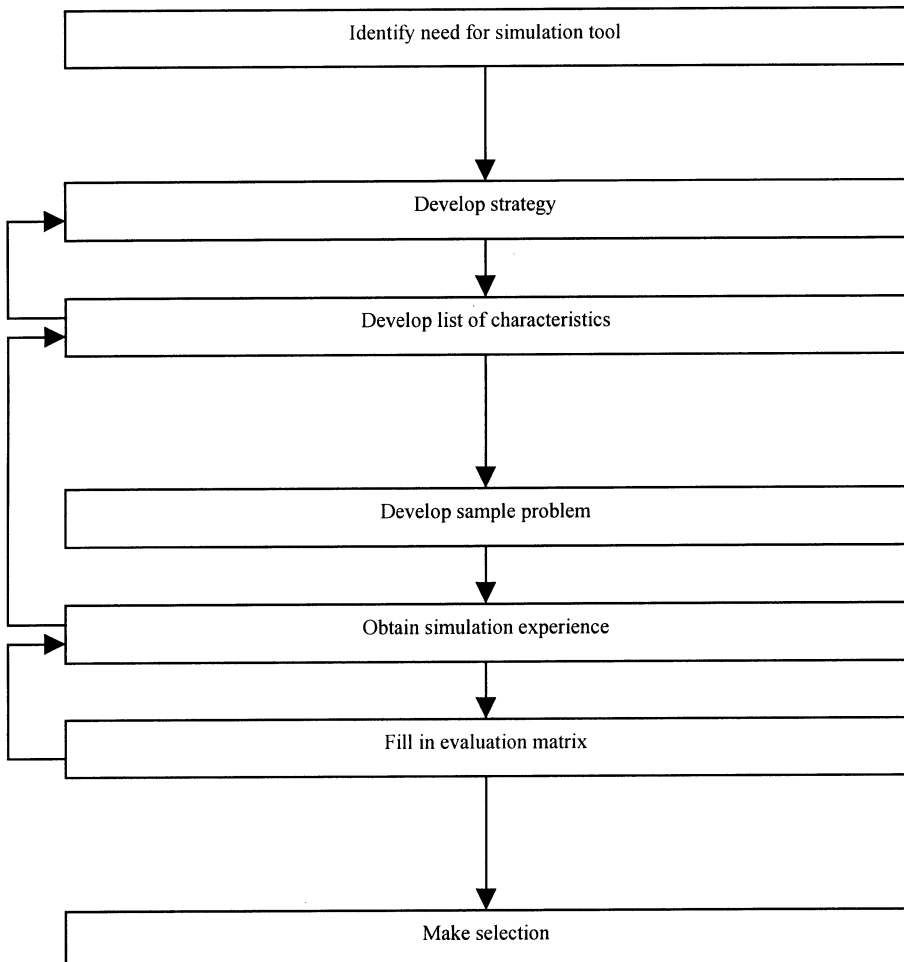 Identify need for simulation tool
Develop strategy
Develop list of characteristics
Develop sample problem
Obtain simulation experience
Fill in evaluation matrix
Make selection